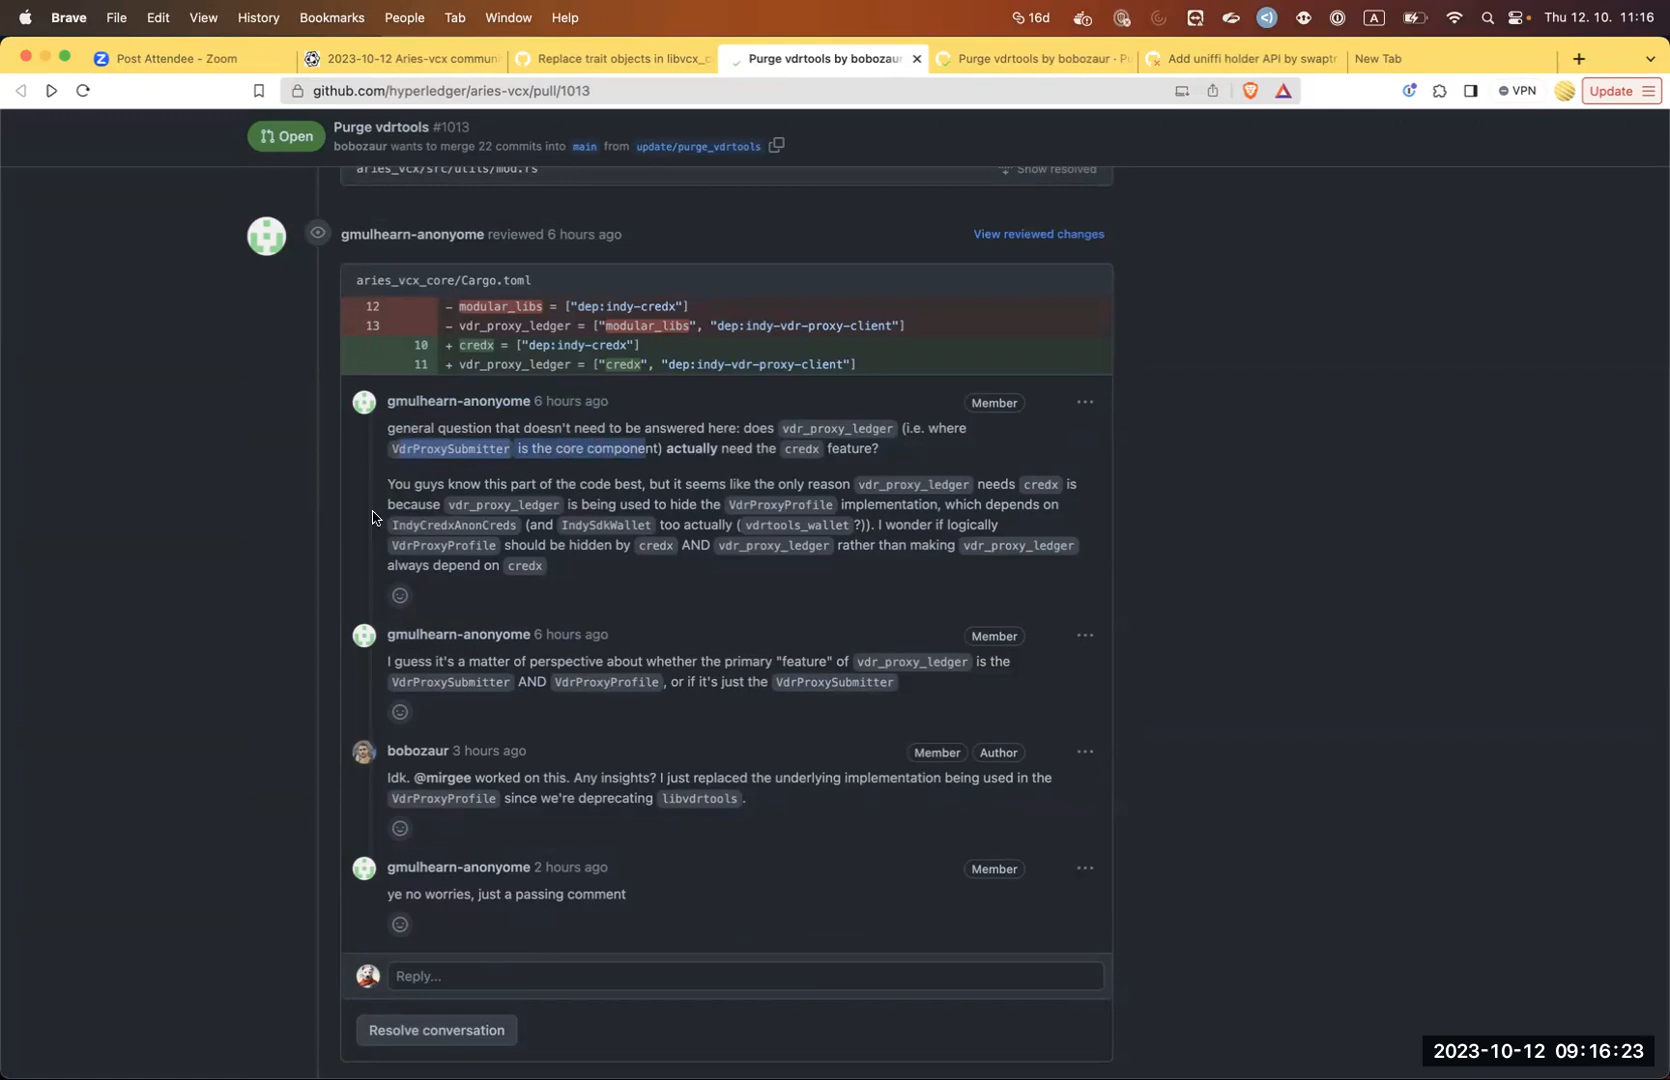 Brave File Edit View History Bookmarks People Tab Window Help 16d A Thu 12. 10. 11:16
Post Attendee - Zoom 2023-10-12 Aries-vcx commun Replace trait objects in libvcx_c Purge vdrtools by bobozaur Purge vdrtools by bobozaur · P Add uniffi holder API by swaptr New Tab
github.com/hyperledger/aries-vcx/pull/1013 VPN Update
Open
Purge vdrtools #1013
bobozaur wants to merge 22 commits into main from update/purge_vdrtools
aries_vcx/src/utils/mod.rs Show resolved
gmulhearn-anonyome reviewed 6 hours ago View reviewed changes
aries_vcx_core/Cargo.toml
12 - modular_libs = ["dep:indy-credx"]
13 - vdr_proxy_ledger = ["modular_libs", "dep:indy-vdr-proxy-client"]
10 + credx = ["dep:indy-credx"]
11 + vdr_proxy_ledger = ["credx", "dep:indy-vdr-proxy-client"]
gmulhearn-anonyome 6 hours ago Member ...
general question that doesn't need to be answered here: does vdr_proxy_ledger (i.e. where
VdrProxySubmitter is the core component) actually need the credx feature?
You guys know this part of the code best, but it seems like the only reason vdr_proxy_ledger needs credx is
because vdr_proxy_ledger is being used to hide the VdrProxyProfile implementation, which depends on
IndyCredxAnonCreds (and IndySdkWallet too actually ( vdrtools_wallet ?)). I wonder if logically
VdrProxyProfile should be hidden by credx AND vdr_proxy_ledger rather than making vdr_proxy_ledger
always depend on credx
gmulhearn-anonyome 6 hours ago Member ...
I guess it's a matter of perspective about whether the primary "feature" of vdr_proxy_ledger is the
VdrProxySubmitter AND VdrProxyProfile, or if it's just the VdrProxySubmitter
bobozaur 3 hours ago Member Author ...
Idk. @mirgee worked on this. Any insights? I just replaced the underlying implementation being used in the
VdrProxyProfile since we're deprecating libvdrtools.
gmulhearn-anonyome 2 hours ago Member ...
ye no worries, just a passing comment
Reply...
Resolve conversation
2023-10-12 09:16:23